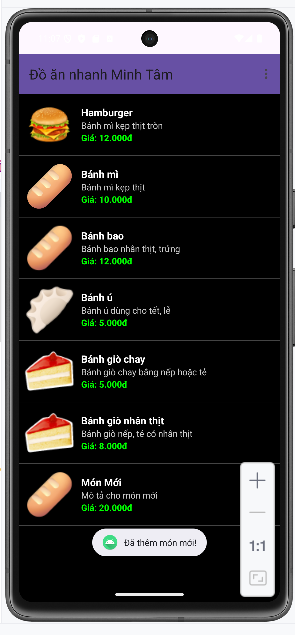 Đồ ăn nhanh Minh Tâm
Hamburger
Bánh mì kẹp thịt tròn
Giá: 12.000đ
Bánh mì
Bánh mì kẹp thịt
Giá: 10.000đ
Bánh bao
Bánh bao nhân thịt, trứng
Giá: 12.000đ
Bánh ú
Bánh ú dùng cho tết, lễ
Giá: 5.000đ
Bánh giò chay
Bánh giò chay bằng nếp hoặc tẻ
Giá: 5.000đ
Bánh giò nhân thịt
Bánh giò nếp, tẻ có nhân thịt
Giá: 8.000đ
Món Mới
Mô tả cho món mới
Giá: 20.000đ
Đã thêm món mới!
1:1